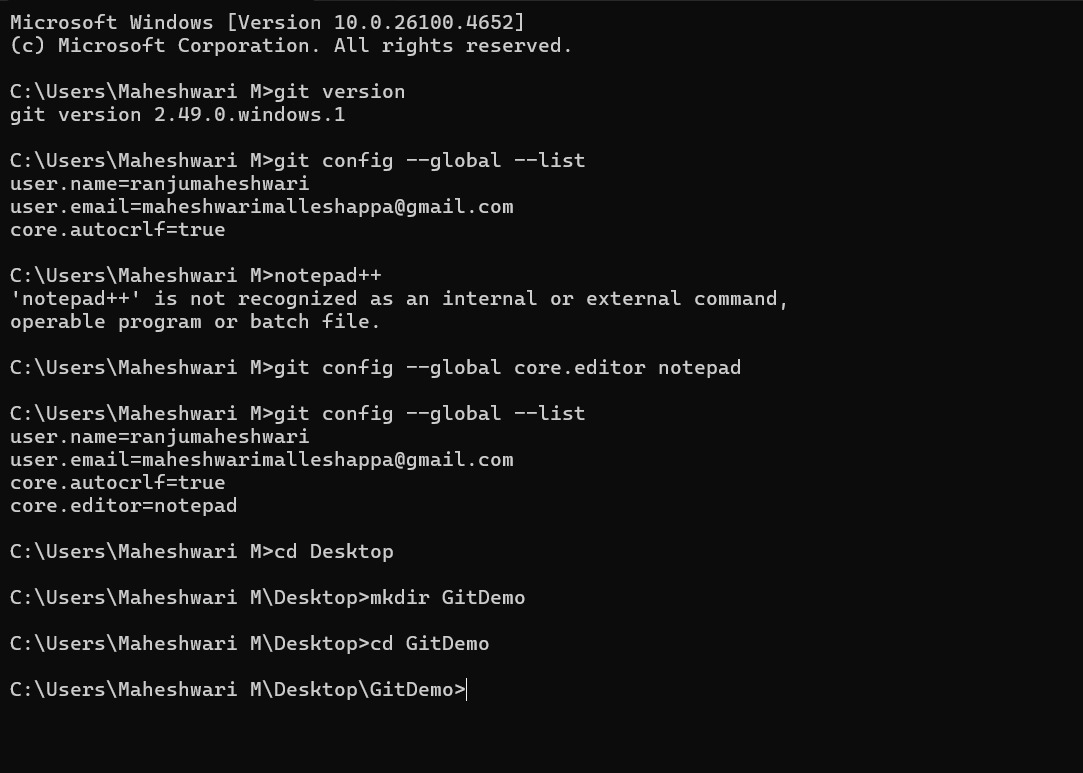 Microsoft Windows [Version 10.0.26100.4652]
(c) Microsoft Corporation. All rights reserved.
C:\Users\Maheshwari M>git version
git version 2.49.0.windows.1
C:\Users\Maheshwari M>git config --global --list
user.name=ranjumaheshwari
user.email=maheshwarimalleshappa@gmail.com
core.autocrlf=true
C:\Users\Maheshwari M>notepad++
'notepad++' is not recognized as an internal or external command,
operable program or batch file.
C:\Users\Maheshwari M>git config --global core.editor notepad
C:\Users\Maheshwari M>git config --global --list
user.name=ranjumaheshwari
user.email=maheshwarimalleshappa@gmail.com
core.autocrlf=true
core.editor=notepad
C:\Users\Maheshwari M>cd Desktop
C:\Users\Maheshwari M\Desktop>mkdir GitDemo
C:\Users\Maheshwari M\Desktop>cd GitDemo
C:\Users\Maheshwari M\Desktop\GitDemo>